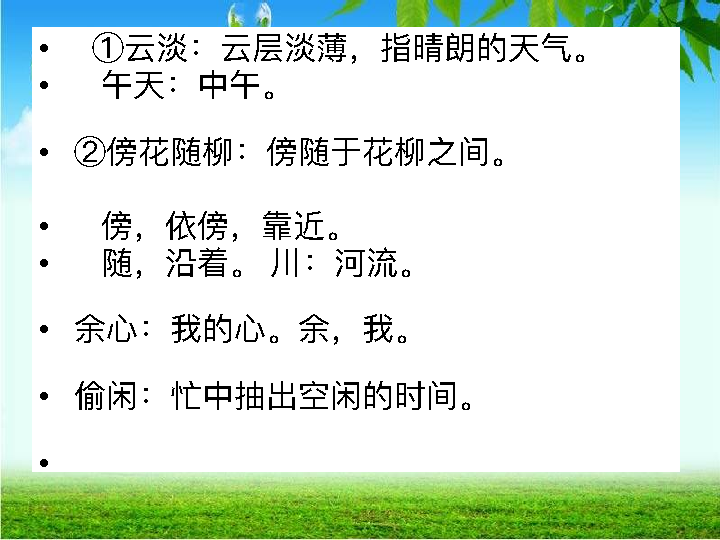 • ①云淡：云层淡薄，指晴朗的天气。
• 午天：中午。
• ②傍花随柳：傍随于花柳之间。
• 傍，依傍，靠近。
• 随，沿着。 川：河流。
• 余心：我的心。余，我。
• 偷闲：忙中抽出空闲的时间。
•